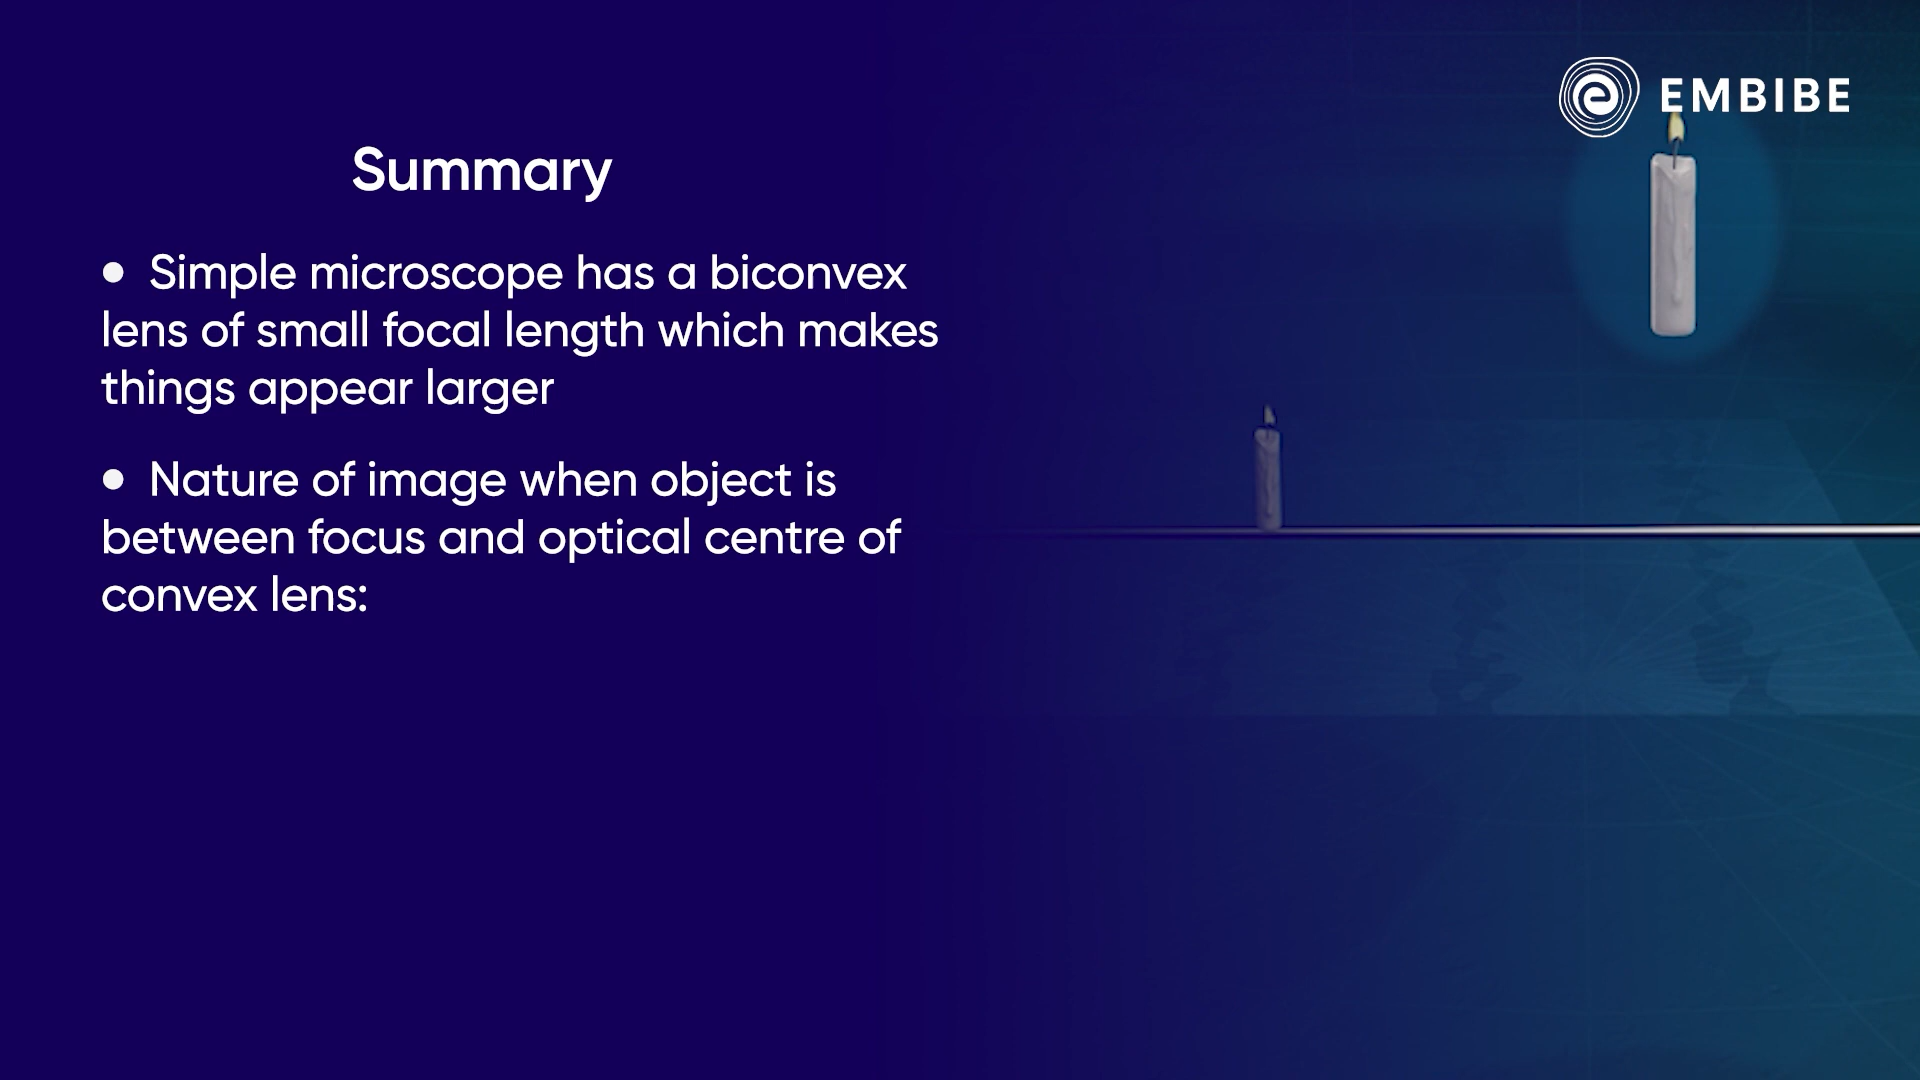 EMBIBE
Summary
• Simple microscope has a biconvex
lens of small focal length which makes
things appear larger
• Nature of image when object is
between focus and optical centre of
convex lens: